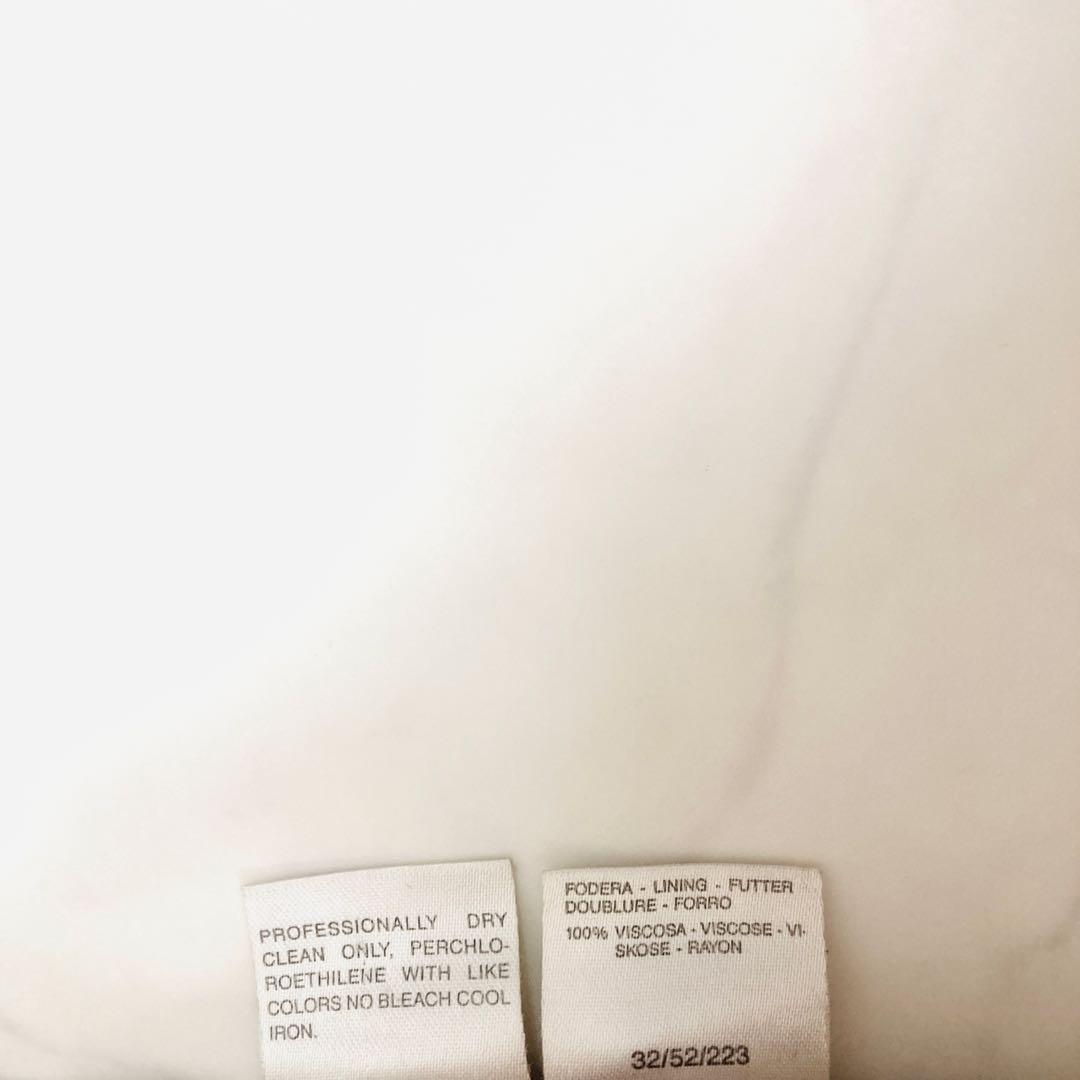 PROFESSIONALLY DRY
CLEAN ONLY, PERCHLO-
ROETHILENE WITH LIKE
COLORS NO BLEACH COOL
IRON.
FODERA - LINING - FUTTER
DOUBLURE - FORRO
100% VISCOSA - VISCOSE - VI-
SKOSE - RAYON
32/52/223